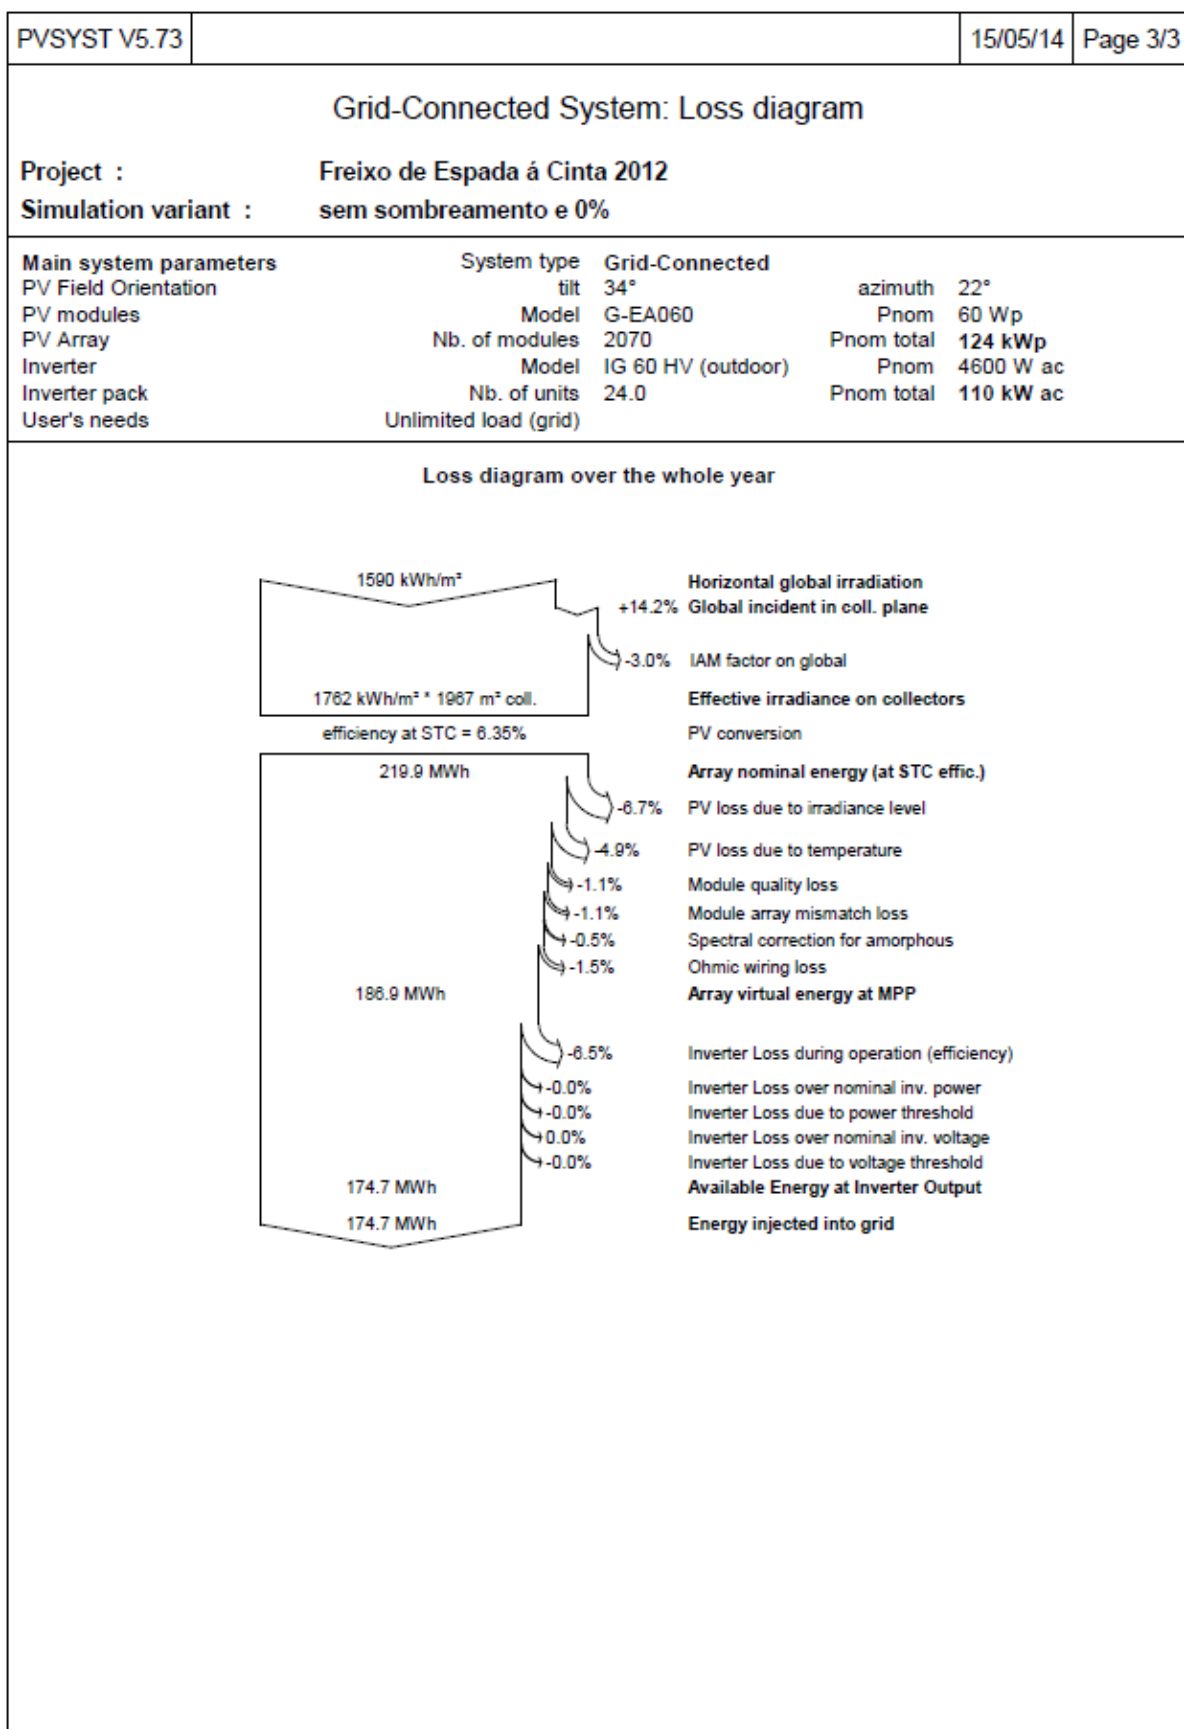 PVSYST V5.73 15/05/14 Page 3/3
Grid-Connected System: Loss diagram
Project : Freixo de Espada á Cinta 2012
Simulation variant : sem sombreamento e 0%
Main system parameters System type Grid-Connected
PV Field Orientation tilt 34° azimuth 22°
PV modules Model G-EA060 Pnom 60 Wp
PV Array Nb. of modules 2070 Pnom total 124 kWp
Inverter Model IG 60 HV (outdoor) Pnom 4600 W ac
Inverter pack Nb. of units 24.0 Pnom total 110 kW ac
User's needs Unlimited load (grid)
Loss diagram over the whole year
1590 kWh/m² Horizontal global irradiation
+14.2% Global incident in coll. plane
-3.0% IAM factor on global
1762 kWh/m² * 1967 m² coll. Effective irradiance on collectors
efficiency at STC = 6.35% PV conversion
219.9 MWh Array nominal energy (at STC effic.)
-6.7% PV loss due to irradiance level
-4.9% PV loss due to temperature
-1.1% Module quality loss
-1.1% Module array mismatch loss
-0.5% Spectral correction for amorphous
-1.5% Ohmic wiring loss
186.9 MWh Array virtual energy at MPP
-6.5% Inverter Loss during operation (efficiency)
-0.0% Inverter Loss over nominal inv. power
-0.0% Inverter Loss due to power threshold
0.0% Inverter Loss over nominal inv. voltage
-0.0% Inverter Loss due to voltage threshold
174.7 MWh Available Energy at Inverter Output
174.7 MWh Energy injected into grid